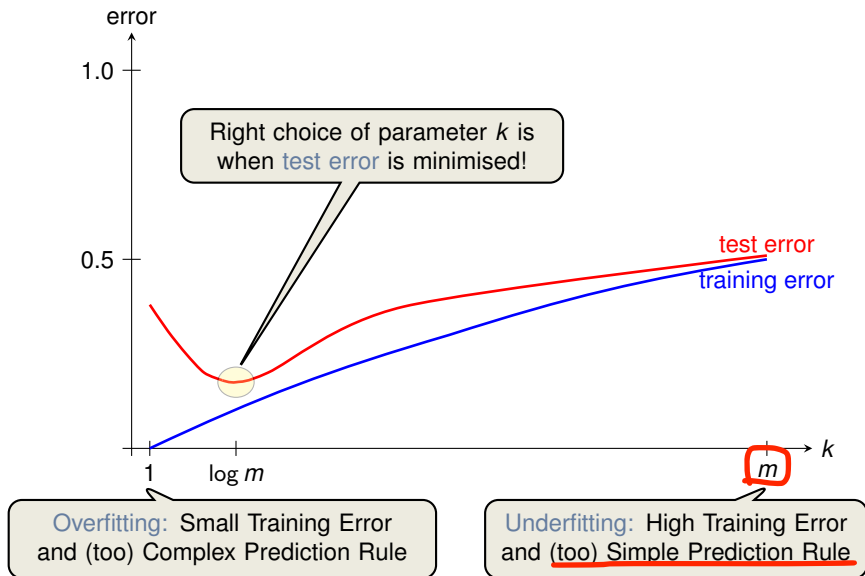 error
1.0
Right choice of parameter k is
when test error is minimised!
test error
0.5
training error
k
1
log m
m
Overfitting: Small Training Error
and (too) Complex Prediction Rule
Underfitting: High Training Error
and (too) Simple Prediction Rule